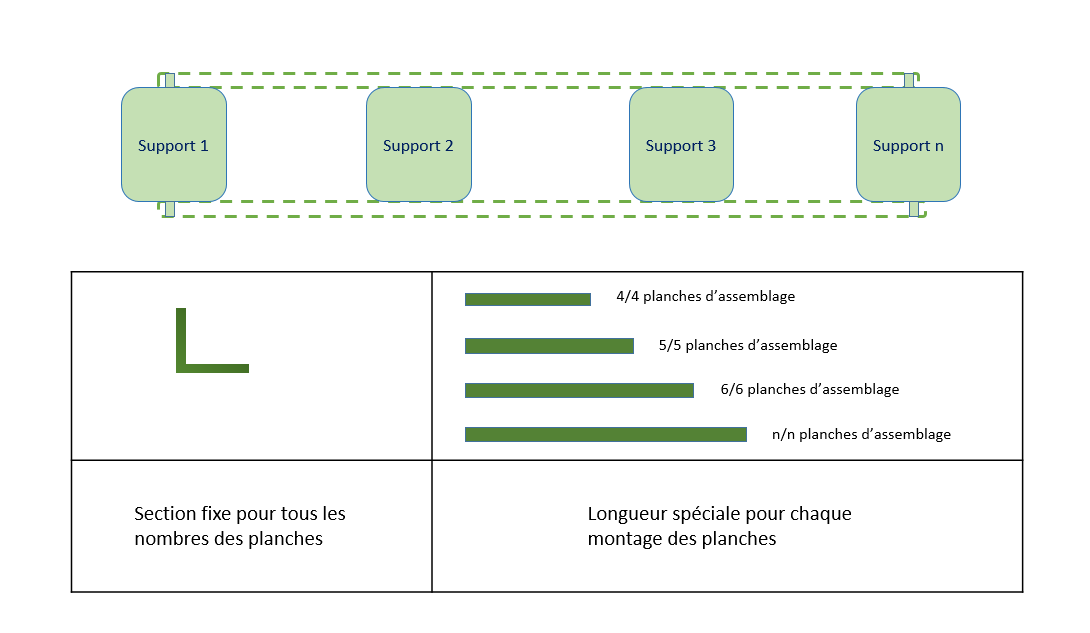 Support 1
Support 2
Support 3
Support n
4/4 planches d’assemblage
5/5 planches d’assemblage
6/6 planches d’assemblage
n/n planches d’assemblage
Section fixe pour tous les
nombres des planches
Longueur spéciale pour chaque
montage des planches